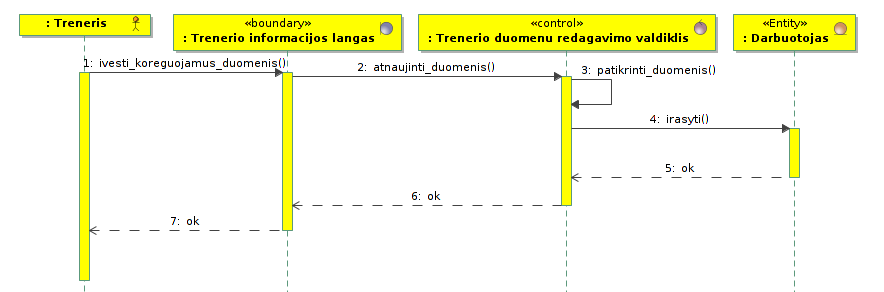 : Treneris
«boundary»
: Trenerio informacijos langas
«control»
: Trenerio duomenu redagavimo valdiklis
«Entity»
: Darbuotojas
1: ivesti_koreguojamus_duomenis()
2: atnaujinti_duomenis()
3: patikrinti_duomenis()
4: irasyti()
5: ok
6: ok
7: ok